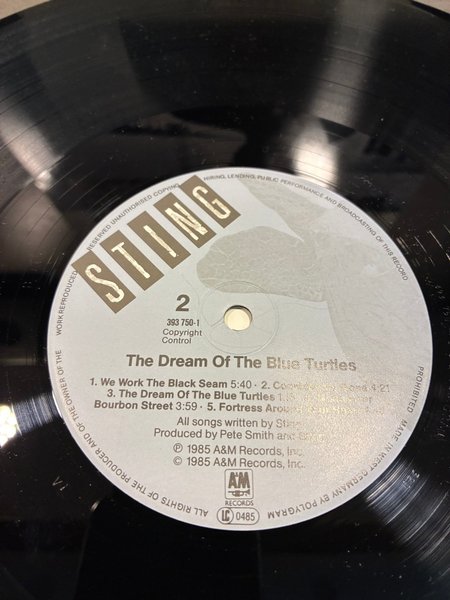 STING
2
393 750-1
Copyright
Control
The Dream Of The Blue Turtles
1. We Work The Black Seam 5:40 · 2. 4:21
3. The Dream Of The Blue Turtles
Bourbon Street 3:59 · 5. Fortress Around
All songs written by Sting
Produced by Pete Smith and
℗ 1985 A&M Records, Inc.
© 1985 A&M Records, Inc.
A&M
RECORDS
LC 0485
ALL RIGHTS OF THE PRODUCER AND OF THE OWNER OF THE WORK REPRODUCED RESERVED UNAUTHORISED COPYING, HIRING, LENDING, PUBLIC PERFORMANCE AND BROADCASTING OF THIS RECORD PROHIBITED MADE IN WEST GERMANY BY POLYGRAM